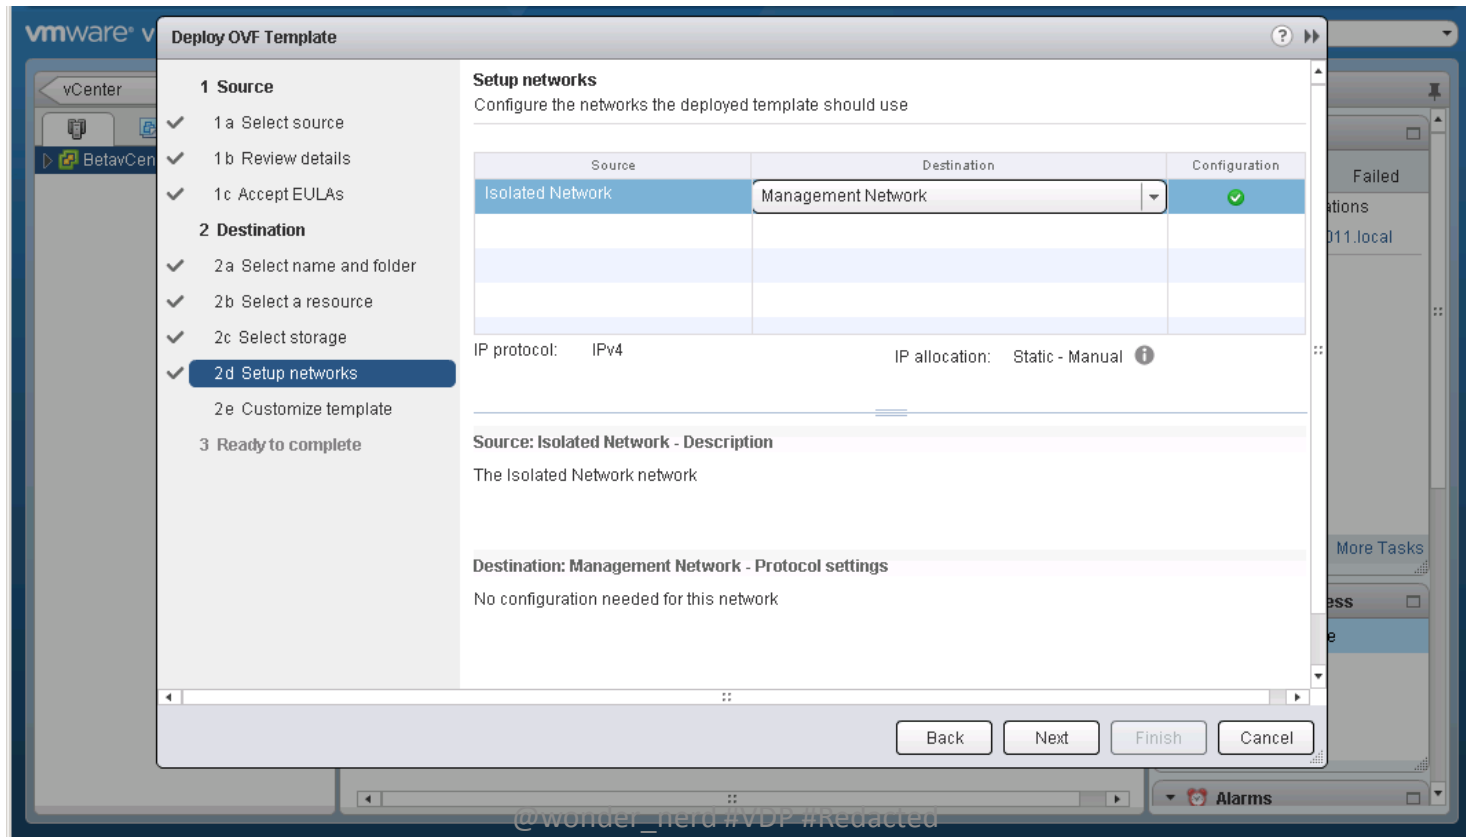 vmware® v
Deploy OVF Template
?
vCenter
BetavCen
1 Source
1a Select source
1b Review details
1c Accept EULAs
2 Destination
2a Select name and folder
2b Select a resource
2c Select storage
2d Setup networks
2e Customize template
3 Ready to complete
Setup networks
Configure the networks the deployed template should use
Source Destination Configuration
Isolated Network Management Network
IP protocol: IPv4 IP allocation: Static - Manual
Source: Isolated Network - Description
The Isolated Network network
Destination: Management Network - Protocol settings
No configuration needed for this network
Back Next Finish Cancel
Failed
ations
011.local
More Tasks
ess
e
Alarms
@wonder_nerd #VDP #Redacted